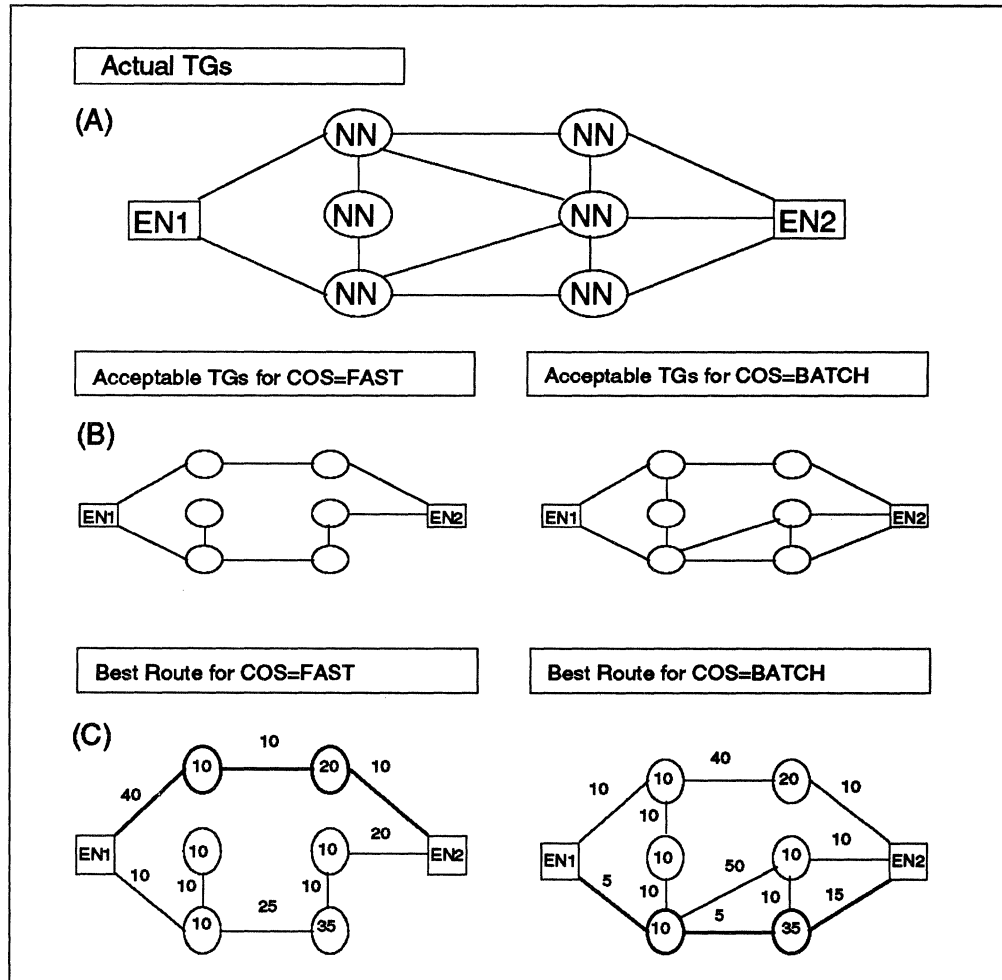 Actual TGs
(A)
NN NN
EN1 NN NN EN2
NN NN
Acceptable TGs for COS=FAST
Acceptable TGs for COS=BATCH
(B)
EN1 EN2
EN1 EN2
Best Route for COS=FAST
Best Route for COS=BATCH
(C)
10
40 10 20 10
EN1 10 10 20 EN2
10 10 10
25
10 35
40
10 10 20 10
10
EN1 10 50 10 10 EN2
5 10 10 15
5
10 35